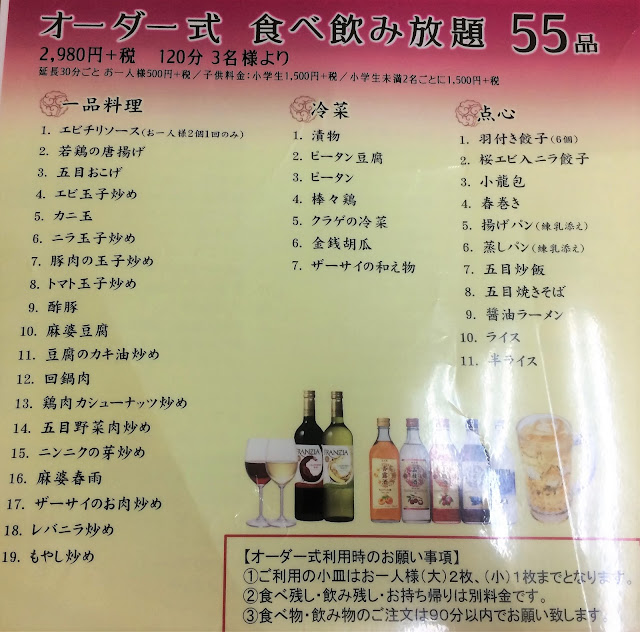 オーダー式 食べ飲み放題 55品
2,980円+税 120分 3名様より
延長30分ごと お一人様500円+税/子供料金:小学生1,500円+税/小学生未満2名ごとに1,500円+税
一品料理
1. エビチリソース(お一人様2個1回のみ)
2. 若鶏の唐揚げ
3. 五目おこげ
4. エビ玉子炒め
5. カニ玉
6. ニラ玉子炒め
7. 豚肉の玉子炒め
8. トマト玉子炒め
9. 酢豚
10. 麻婆豆腐
11. 豆腐のカキ油炒め
12. 回鍋肉
13. 鶏肉カシューナッツ炒め
14. 五目野菜肉炒め
15. ニンニクの芽炒め
16. 麻婆春雨
17. ザーサイのお肉炒め
18. レバニラ炒め
19. もやし炒め
冷菜
1. 漬物
2. ピータン豆腐
3. ピータン
4. 棒々鶏
5. クラゲの冷菜
6. 金銭胡瓜
7. ザーサイの和え物
点心
1. 羽付き餃子(6個)
2. 桜エビ入ニラ餃子
3. 小龍包
4. 春巻き
5. 揚げパン(練乳添え)
6. 蒸しパン(練乳添え)
7. 五目炒飯
8. 五目焼きそば
9. 醤油ラーメン
10. ライス
11. 半ライス
FRANZIA
FRANZIA
【オーダー式利用時のお願い事項】
①ご利用の小皿はお一人様(大)2枚、(小)1枚までとなります。
②食べ残し・飲み残し・お持ち帰りは別料金です。
③食べ物・飲み物のご注文は90分以内でお願い致します。